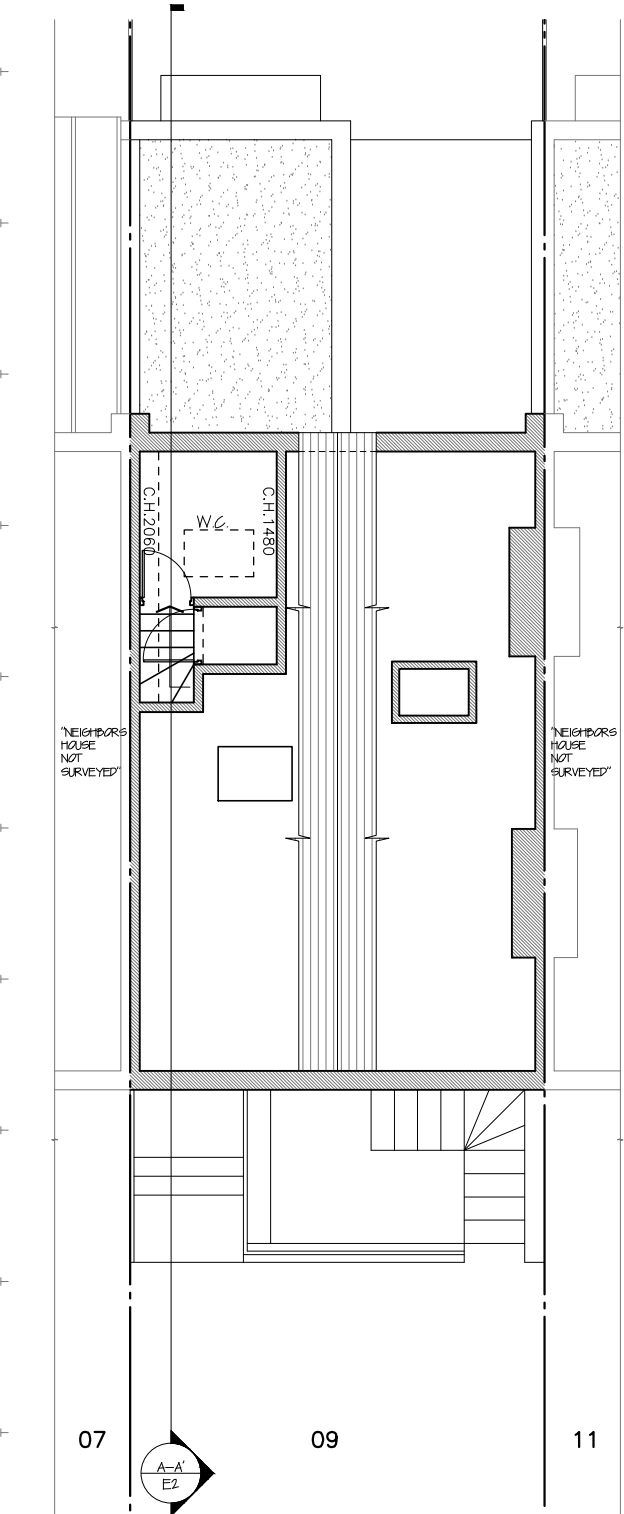 C.H.2060
W.C.
C.H.1480
"NEIGHBORS
HOUSE
NOT
SURVEYED"
"NEIGHBORS
HOUSE
NOT
SURVEYED"
07
09
11
A-A'
E2